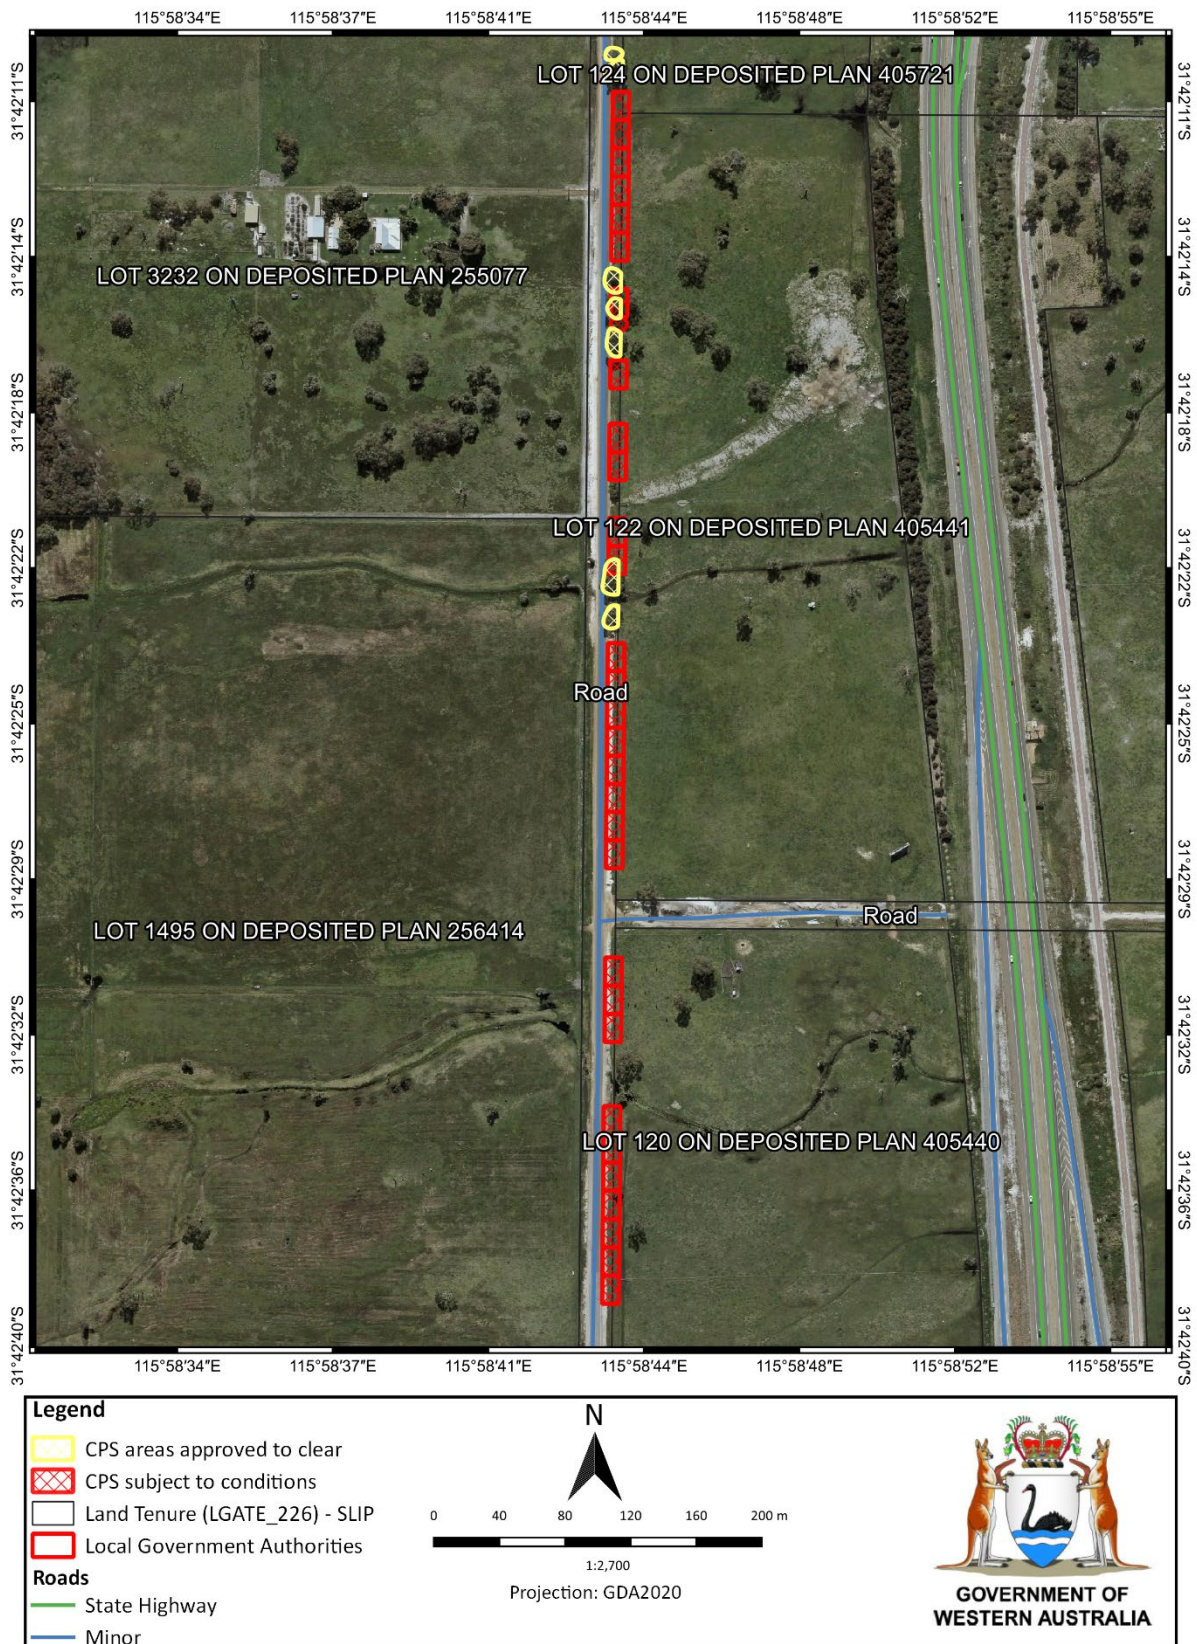 115°58'34"E 115°58'37"E 115°58'41"E 115°58'44"E 115°58'48"E 115°58'52"E 115°58'55"E
31°42'11"S
31°42'14"S
31°42'18"S
31°42'22"S
31°42'25"S
31°42'29"S
31°42'32"S
31°42'36"S
31°42'40"S
LOT 124 ON DEPOSITED PLAN 405721
LOT 3232 ON DEPOSITED PLAN 255077
LOT 122 ON DEPOSITED PLAN 405441
Road
Road
LOT 1495 ON DEPOSITED PLAN 256414
LOT 120 ON DEPOSITED PLAN 405440
31°42'11"S
31°42'14"S
31°42'18"S
31°42'22"S
31°42'25"S
31°42'29"S
31°42'32"S
31°42'36"S
31°42'40"S
115°58'34"E 115°58'37"E 115°58'41"E 115°58'44"E 115°58'48"E 115°58'52"E 115°58'55"E
Legend
CPS areas approved to clear
CPS subject to conditions
Land Tenure (LGATE_226) - SLIP
Local Government Authorities
Roads
State Highway
Minor
N
0 40 80 120 160 200 m
1:2,700
Projection: GDA2020
GOVERNMENT OF
WESTERN AUSTRALIA